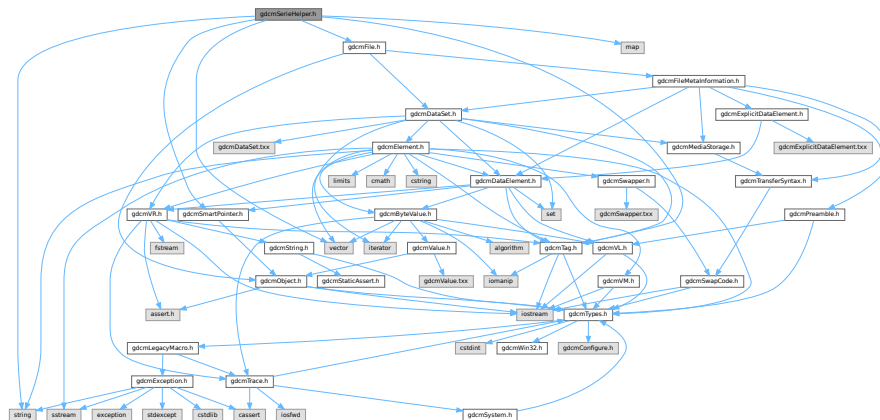 gdcmSerieHelper.h
gdcmFile.h
map
gdcmFileMetaInformation.h
gdcmDataSet.h
gdcmExplicitDataElement.h
gdcmDataSet.txx
gdcmElement.h
gdcmMediaStorage.h
gdcmExplicitDataElement.txx
limits
cmath
cstring
gdcmDataElement.h
gdcmSwapper.h
gdcmTransferSyntax.h
gdcmVR.h
gdcmSmartPointer.h
gdcmByteValue.h
set
gdcmSwapper.txx
gdcmPreamble.h
fstream
gdcmString.h
vector
iterator
gdcmValue.h
algorithm
gdcmTag.h
gdcmVL.h
gdcmObject.h
gdcmStaticAssert.h
gdcmValue.txx
iomanip
gdcmVM.h
gdcmSwapCode.h
assert.h
iostream
gdcmTypes.h
gdcmLegacyMacro.h
cstdint
gdcmWin32.h
gdcmConfigure.h
gdcmException.h
gdcmTrace.h
string
sstream
exception
stdexcept
cstdlib
cassert
iosfwd
gdcmSystem.h